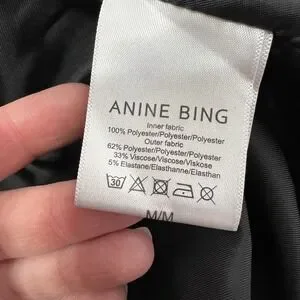 ANINE BING
Inner fabric
100% Polyester/Polyester/Polyester
Outer fabric
62% Polyester/Polyester/Polyester
33% Viscose/Viscose/Viskose
5% Elastane/Elasthanne/Elasthan
30
M/M